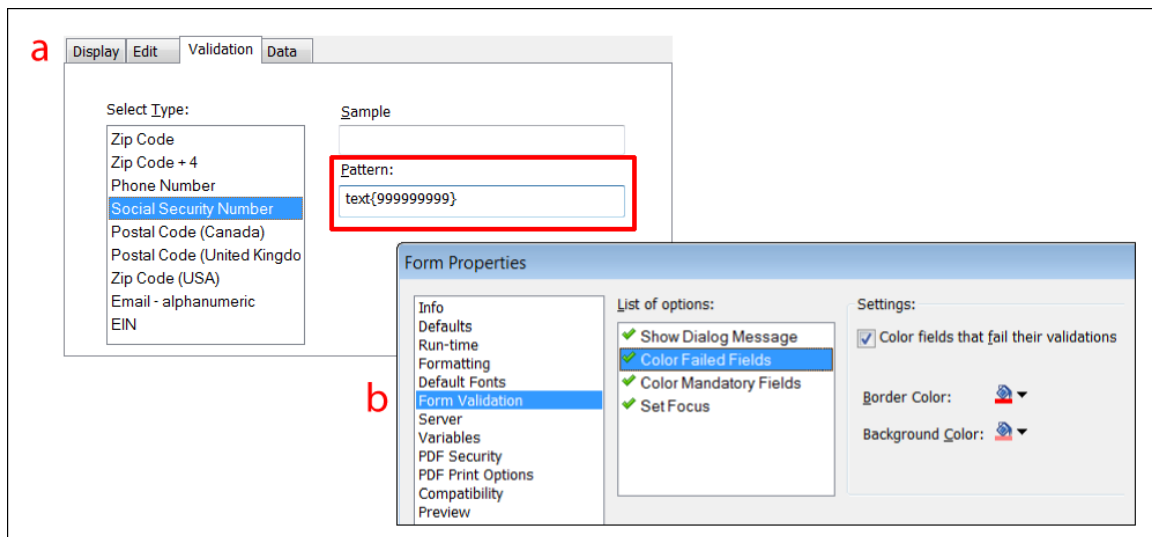 a
Display Edit Validation Data
Select Type:
Zip Code
Zip Code + 4
Phone Number
Social Security Number
Postal Code (Canada)
Postal Code (United Kingdo
Zip Code (USA)
Email - alphanumeric
EIN
Sample
Pattern:
text{999999999}
b
Form Properties
Info
Defaults
Run-time
Formatting
Default Fonts
Form Validation
Server
Variables
PDF Security
PDF Print Options
Compatibility
Preview
List of options:
Show Dialog Message
Color Failed Fields
Color Mandatory Fields
Set Focus
Settings:
Color fields that fail their validations
Border Color:
Background Color: